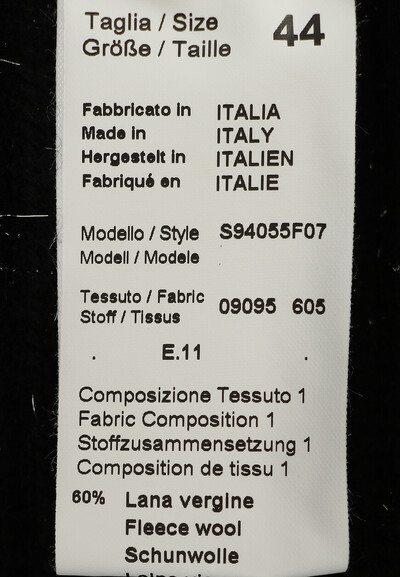 Taglia / Size 44
Größe / Taille
Fabbricato in ITALIA
Made in ITALY
Hergestelt in ITALIEN
Fabriqué en ITALIE
Modello / Style S94055F07
Modell / Modele
Tessuto / Fabric 09095 605
Stoff / Tissus
. E.11 .
Composizione Tessuto 1
Fabric Composition 1
Stoffzusammensetzung 1
Composition de tissu 1
60% Lana vergine
Fleece wool
Schunwolle